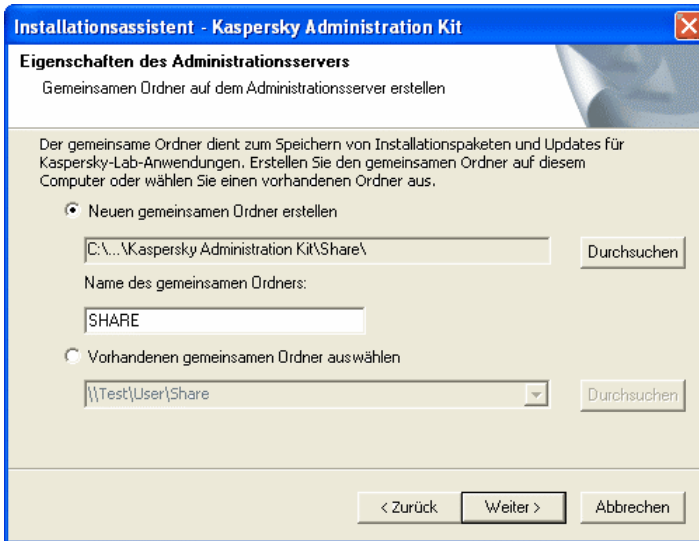 Installationsassistent - Kaspersky Administration Kit
Eigenschaften des Administrationsservers
Gemeinsamen Ordner auf dem Administrationsserver erstellen
Der gemeinsame Ordner dient zum Speichern von Installationspaketen und Updates für
Kaspersky-Lab-Anwendungen. Erstellen Sie den gemeinsamen Ordner auf diesem
Computer oder wählen Sie einen vorhandenen Ordner aus.
Neuen gemeinsamen Ordner erstellen
C:\...\Kaspersky Administration Kit\Share\
Durchsuchen
Name des gemeinsamen Ordners:
SHARE
Vorhandenen gemeinsamen Ordner auswählen
\\Test\User\Share
Durchsuchen
< Zurück
Weiter >
Abbrechen